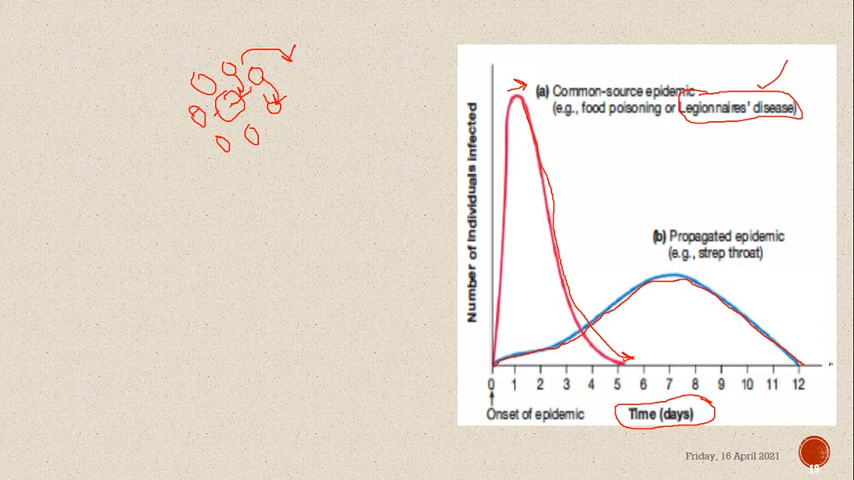 (a) Common-source epidemic
(e.g., food poisoning or Legionnaires' disease)
(b) Propagated epidemic
(e.g., strep throat)
Number of individuals infected
0 1 2 3 4 5 6 7 8 9 10 11 12
Onset of epidemic
Time (days)
Friday, 16 April 2021